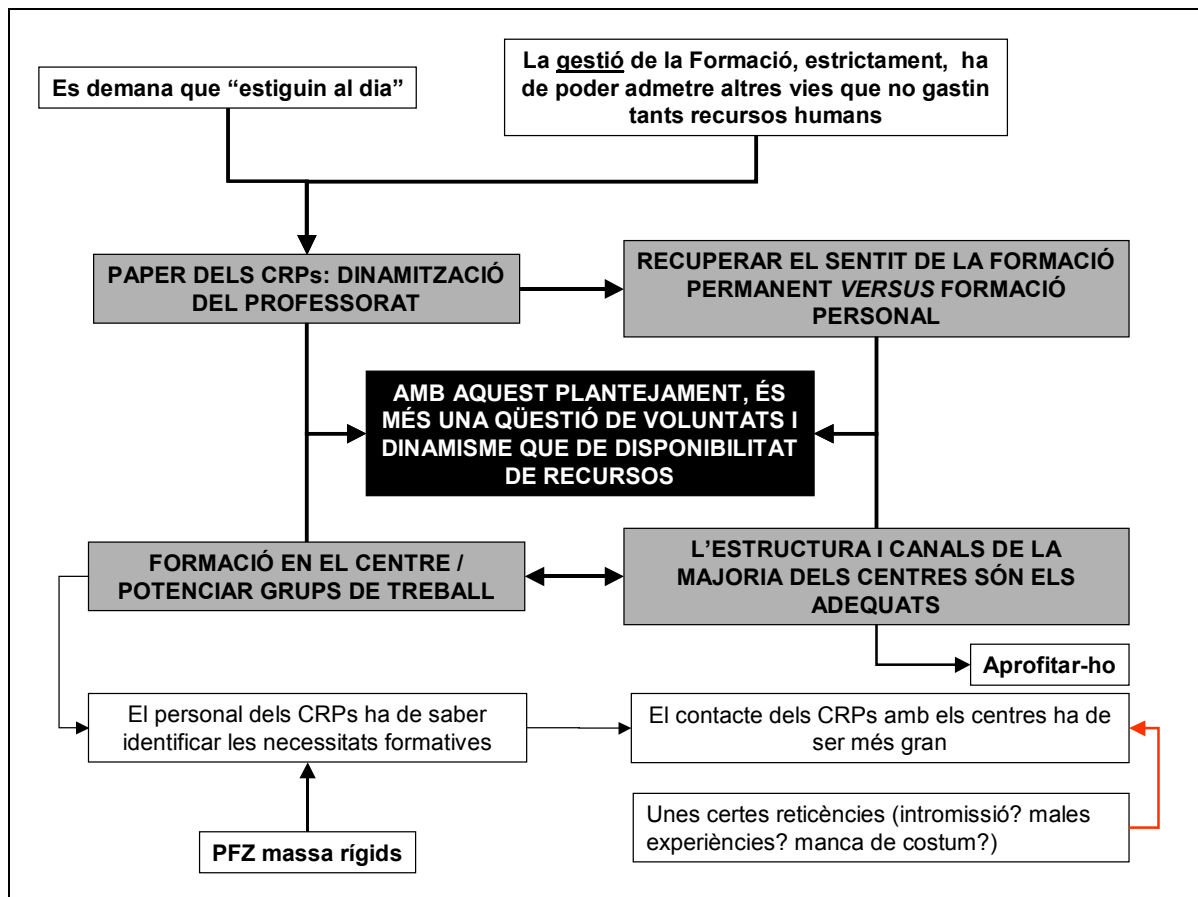 Es demana que “estiguin al dia”
La gestió de la Formació, estrictament,  ha
de poder admetre altres vies que no gastin
tants recursos humans
PAPER DELS CRPs: DINAMITZACIÓ
DEL PROFESSORAT
RECUPERAR EL SENTIT DE LA FORMACIÓ
PERMANENT VERSUS FORMACIÓ
PERSONAL
AMB AQUEST PLANTEJAMENT, ÉS
MÉS UNA QÜESTIÓ DE VOLUNTATS I
DINAMISME QUE DE DISPONIBILITAT
DE RECURSOS
FORMACIÓ EN EL CENTRE /
POTENCIAR GRUPS DE TREBALL
L’ESTRUCTURA I CANALS DE LA
MAJORIA DELS CENTRES SÓN ELS
ADEQUATS
Aprofitar-ho
El personal dels CRPs ha de saber
identificar les necessitats formatives
El contacte dels CRPs amb els centres ha de
ser més gran
Unes certes reticències (intromissió? males
experiències? manca de costum?)
PFZ massa rígids